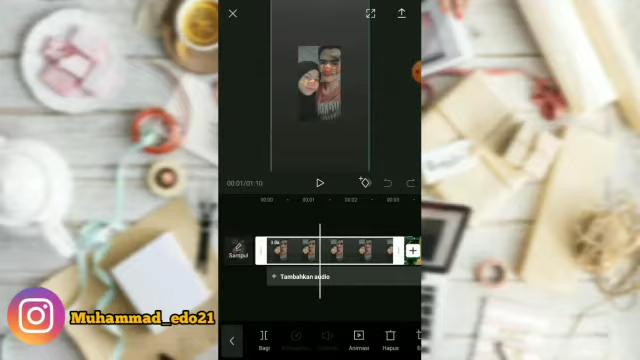 00:01/01:10
00:00
00:01
00:02
00:03
Sampul
Tambahkan audio
Muhammad_edo21
Bagi
Animasi
Hapus